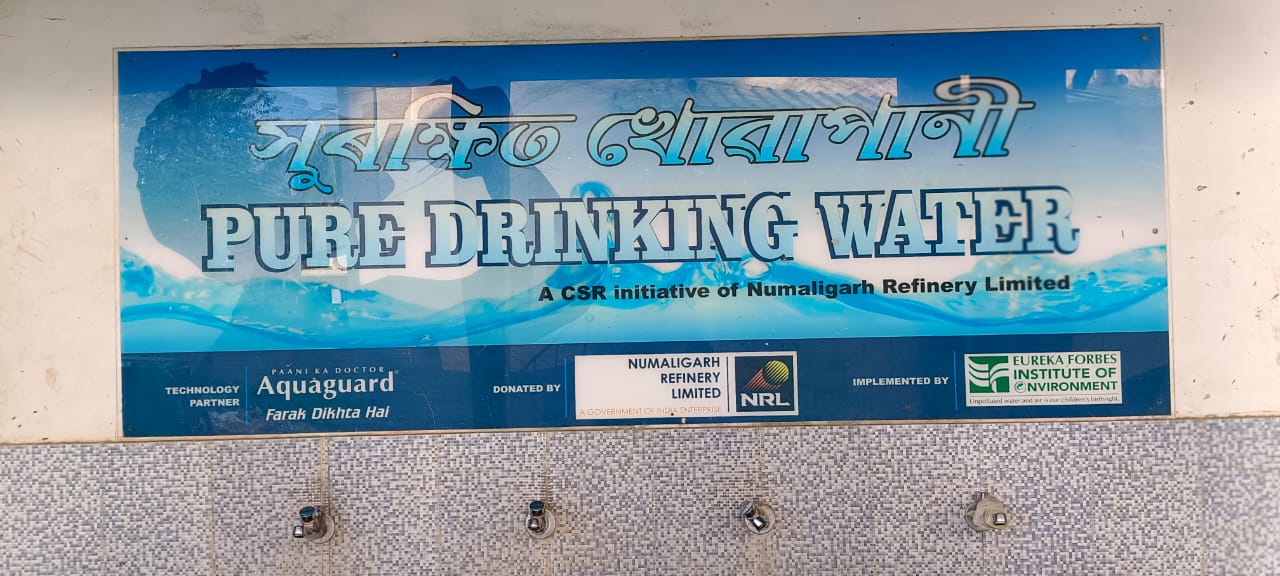 সুৰক্ষিত খোৱাপানী
PURE DRINKING WATER
A CSR initiative of Numaligarh Refinery Limited
TECHNOLOGY
PARTNER
PAANI KA DOCTOR
Aquaguard®
Farak Dikhta Hai
DONATED BY
NUMALIGARH
REFINERY
LIMITED
A GOVERNMENT OF INDIA ENTERPRISE
NRL
IMPLEMENTED BY
EUREKA FORBES
INSTITUTE OF
eNVIRONMENT
Unpolluted water and air is our children's birthright.